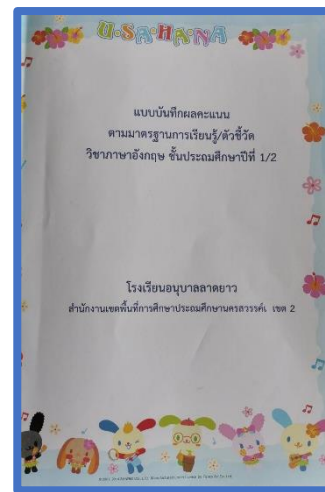 U•SA•HA•NA
แบบบันทึกผลคะแนน
ตามมาตรฐานการเรียนรู้/ตัวชี้วัด
วิชาภาษาอังกฤษ ชั้นประถมศึกษาปีที่ 1/2
โรงเรียนอนุบาลลาดยาว
สำนักงานเขตพื้นที่การศึกษาประถมศึกษานครสวรรค์ เขต 2